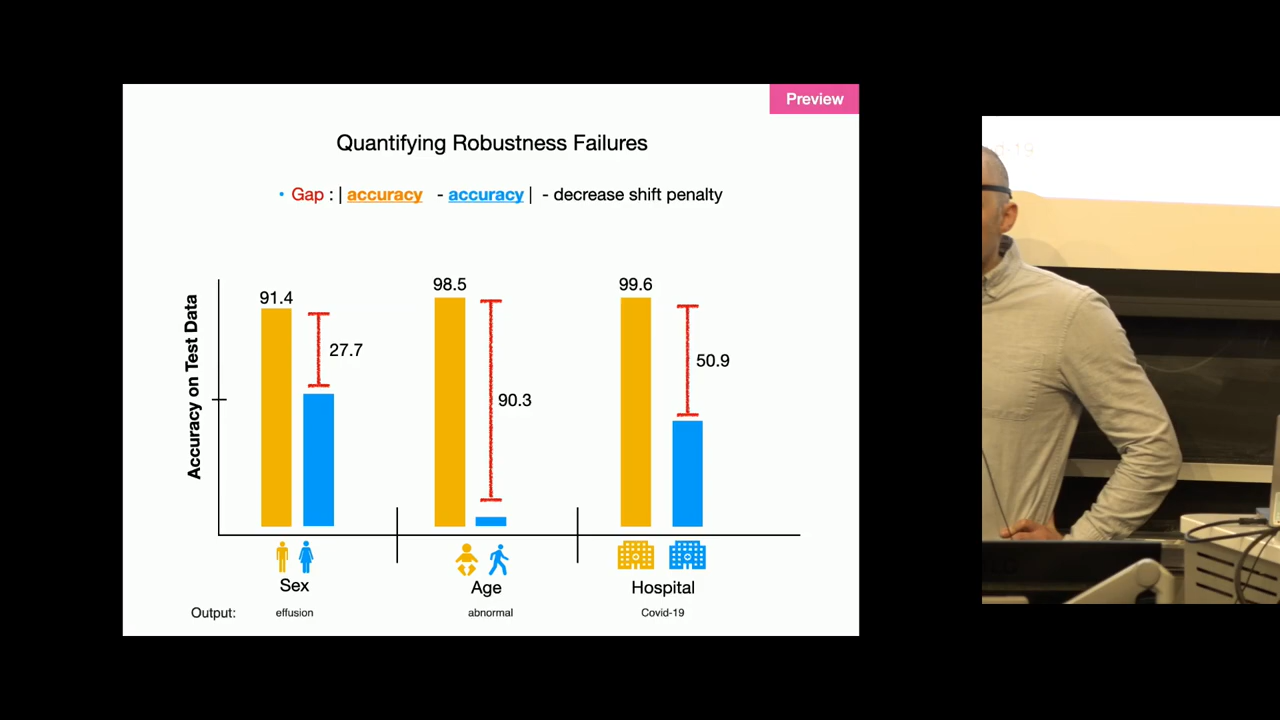 Preview
Quantifying Robustness Failures
• Gap : | accuracy - accuracy | - decrease shift penalty
Accuracy on Test Data
91.4
27.7
98.5
90.3
99.6
50.9
Sex
Age
Hospital
Output:
effusion
abnormal
Covid-19